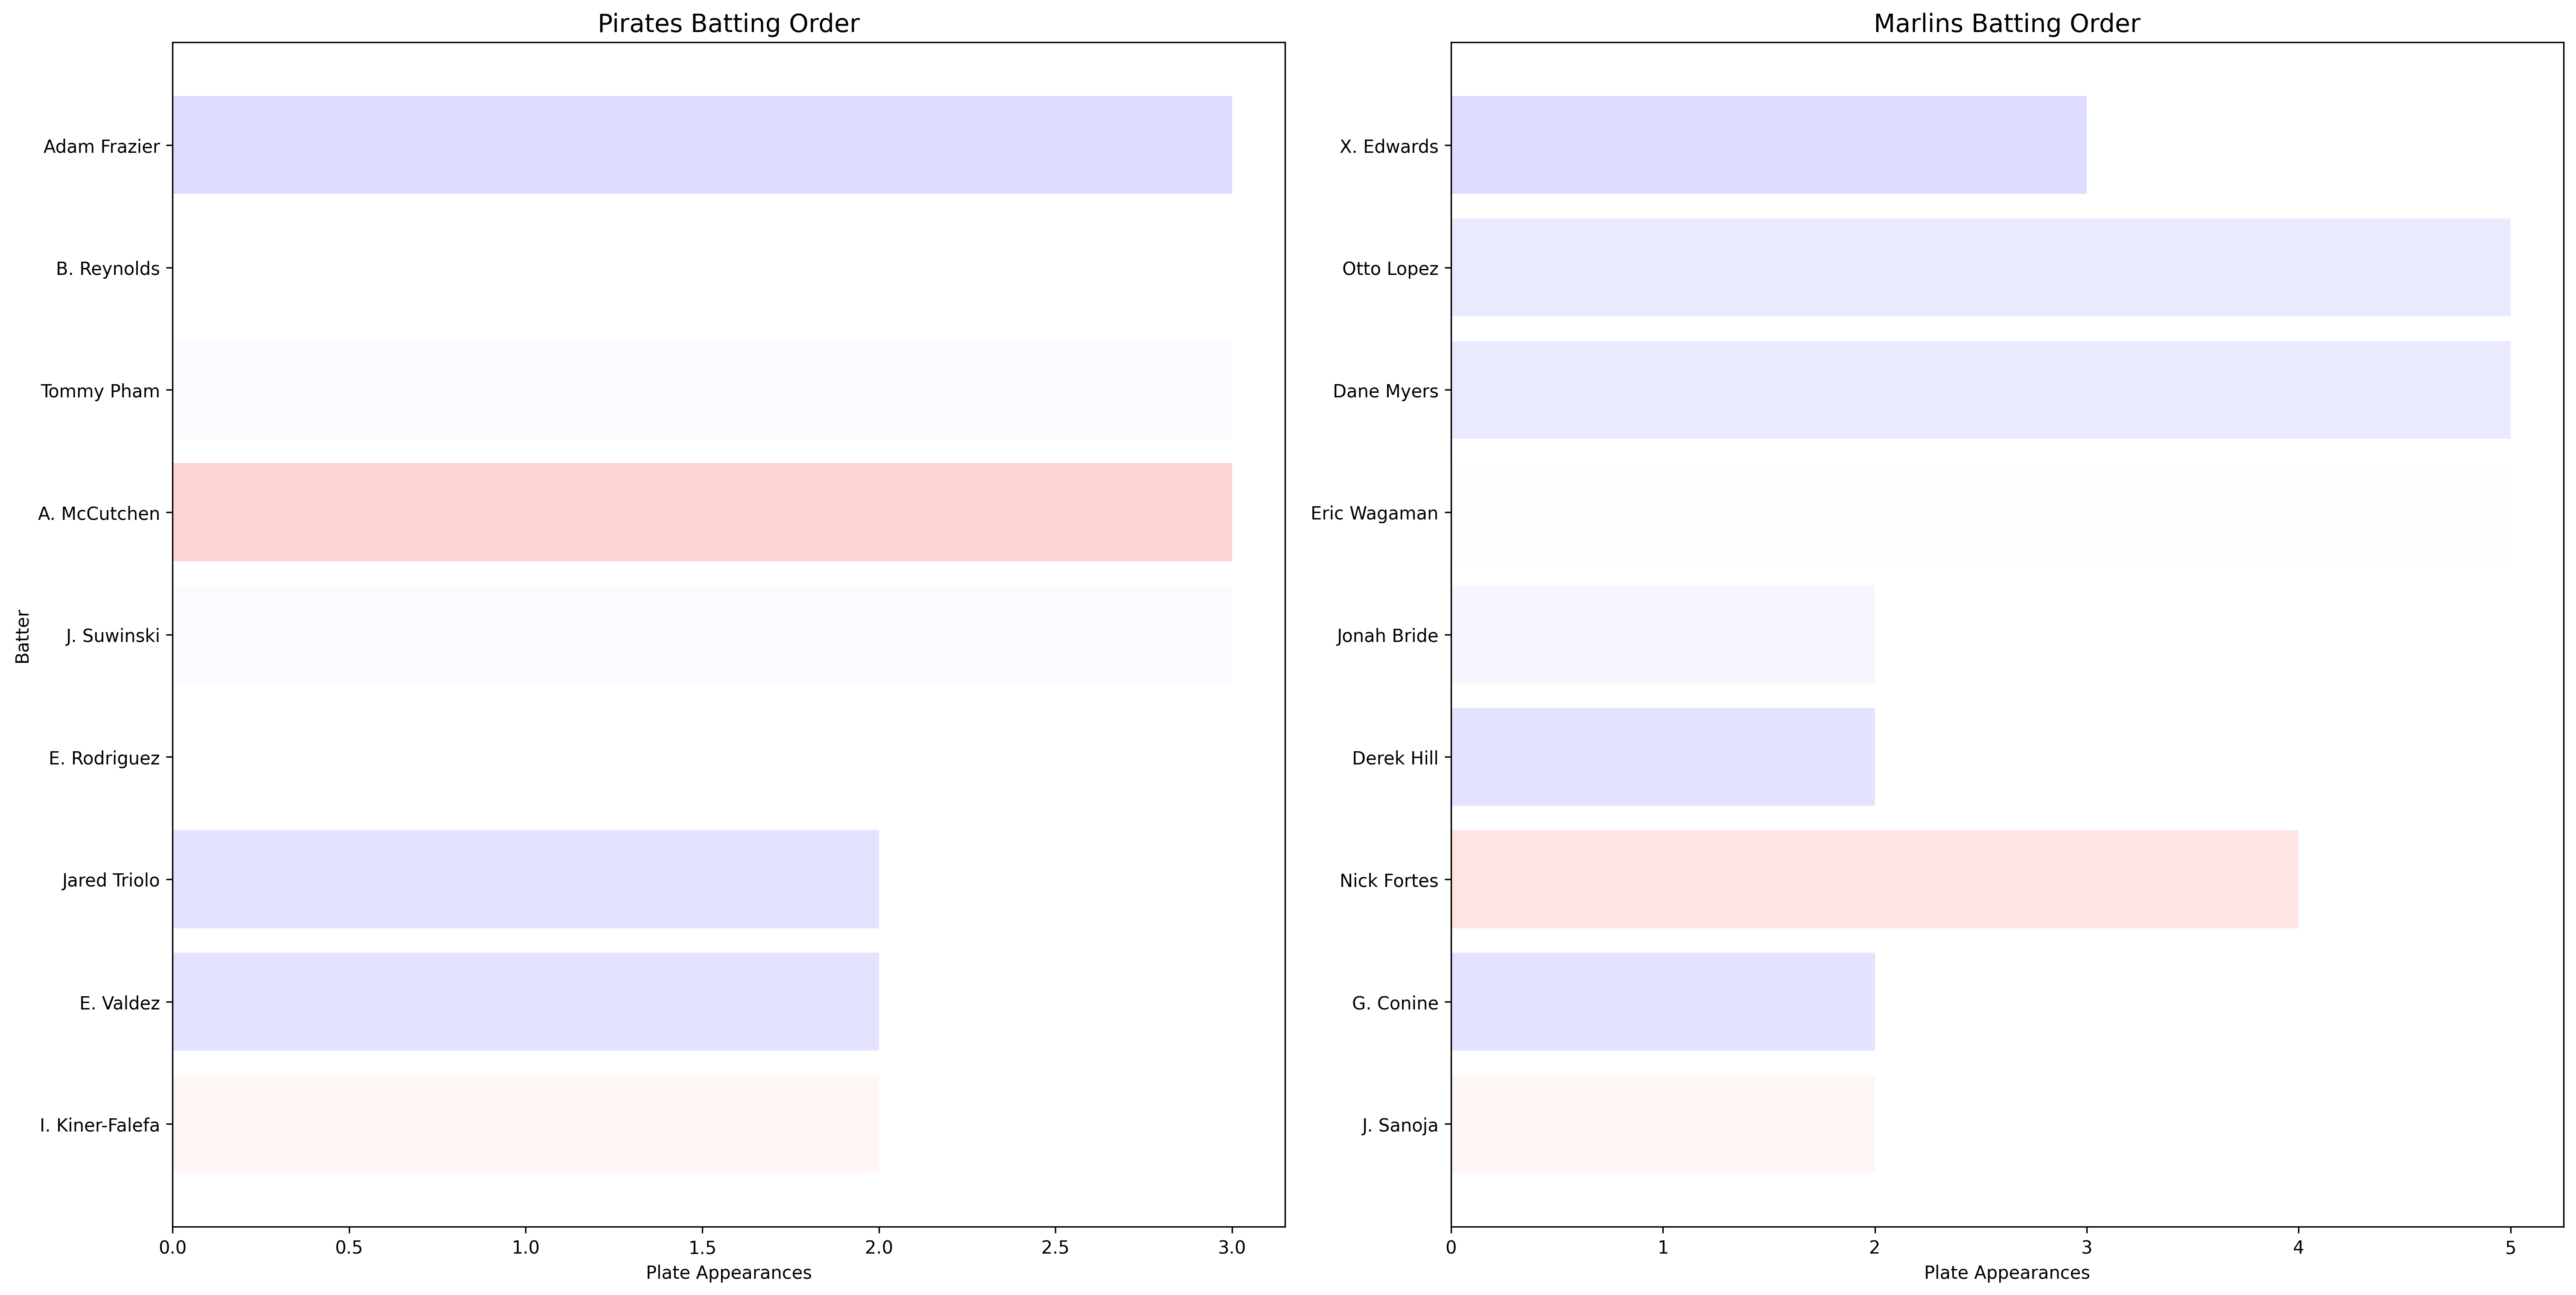 Pirates Batting Order
Batter
Adam Frazier
B. Reynolds
Tommy Pham
A. McCutchen
J. Suwinski
E. Rodriguez
Jared Triolo
E. Valdez
I. Kiner-Falefa
0.0 0.5 1.0 1.5 2.0 2.5 3.0
Plate Appearances
Marlins Batting Order
X. Edwards
Otto Lopez
Dane Myers
Eric Wagaman
Jonah Bride
Derek Hill
Nick Fortes
G. Conine
J. Sanoja
0 1 2 3 4 5
Plate Appearances